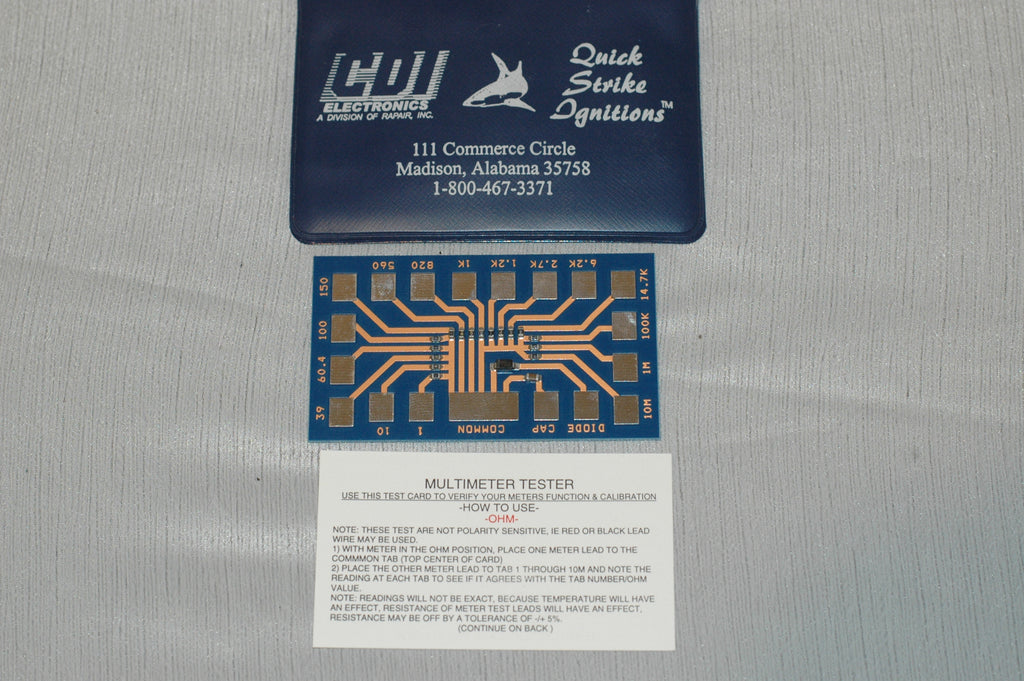 CDI
ELECTRONICS
A DIVISION OF RAPAIR, INC.
Quick
Strike
Ignitions™
111 Commerce Circle
Madison, Alabama 35758
1-800-467-3371
150 560 820 1K 1.2K 2.7K 6.2K 14.7K
100 100K
60.4 1M
39 10 1 COMMON CAP DIODE 10M
MULTIMETER TESTER
USE THIS TEST CARD TO VERIFY YOUR METERS FUNCTION & CALIBRATION
-HOW TO USE-
-OHM-
NOTE: THESE TEST ARE NOT POLARITY SENSITIVE, IE RED OR BLACK LEAD
WIRE MAY BE USED.
1) WITH METER IN THE OHM POSITION, PLACE ONE METER LEAD TO THE
COMMMON TAB (TOP CENTER OF CARD)
2) PLACE THE OTHER METER LEAD TO TAB 1 THROUGH 10M AND NOTE THE
READING AT EACH TAB TO SEE IF IT AGREES WITH THE TAB NUMBER/OHM
VALUE.
NOTE: READINGS WILL NOT BE EXACT, BECAUSE TEMPERATURE WILL HAVE
AN EFFECT, RESISTANCE OF METER TEST LEADS WILL HAVE AN EFFECT,
RESISTANCE MAY BE OFF BY A TOLERANCE OF -/+ 5%.
(CONTINUE ON BACK )